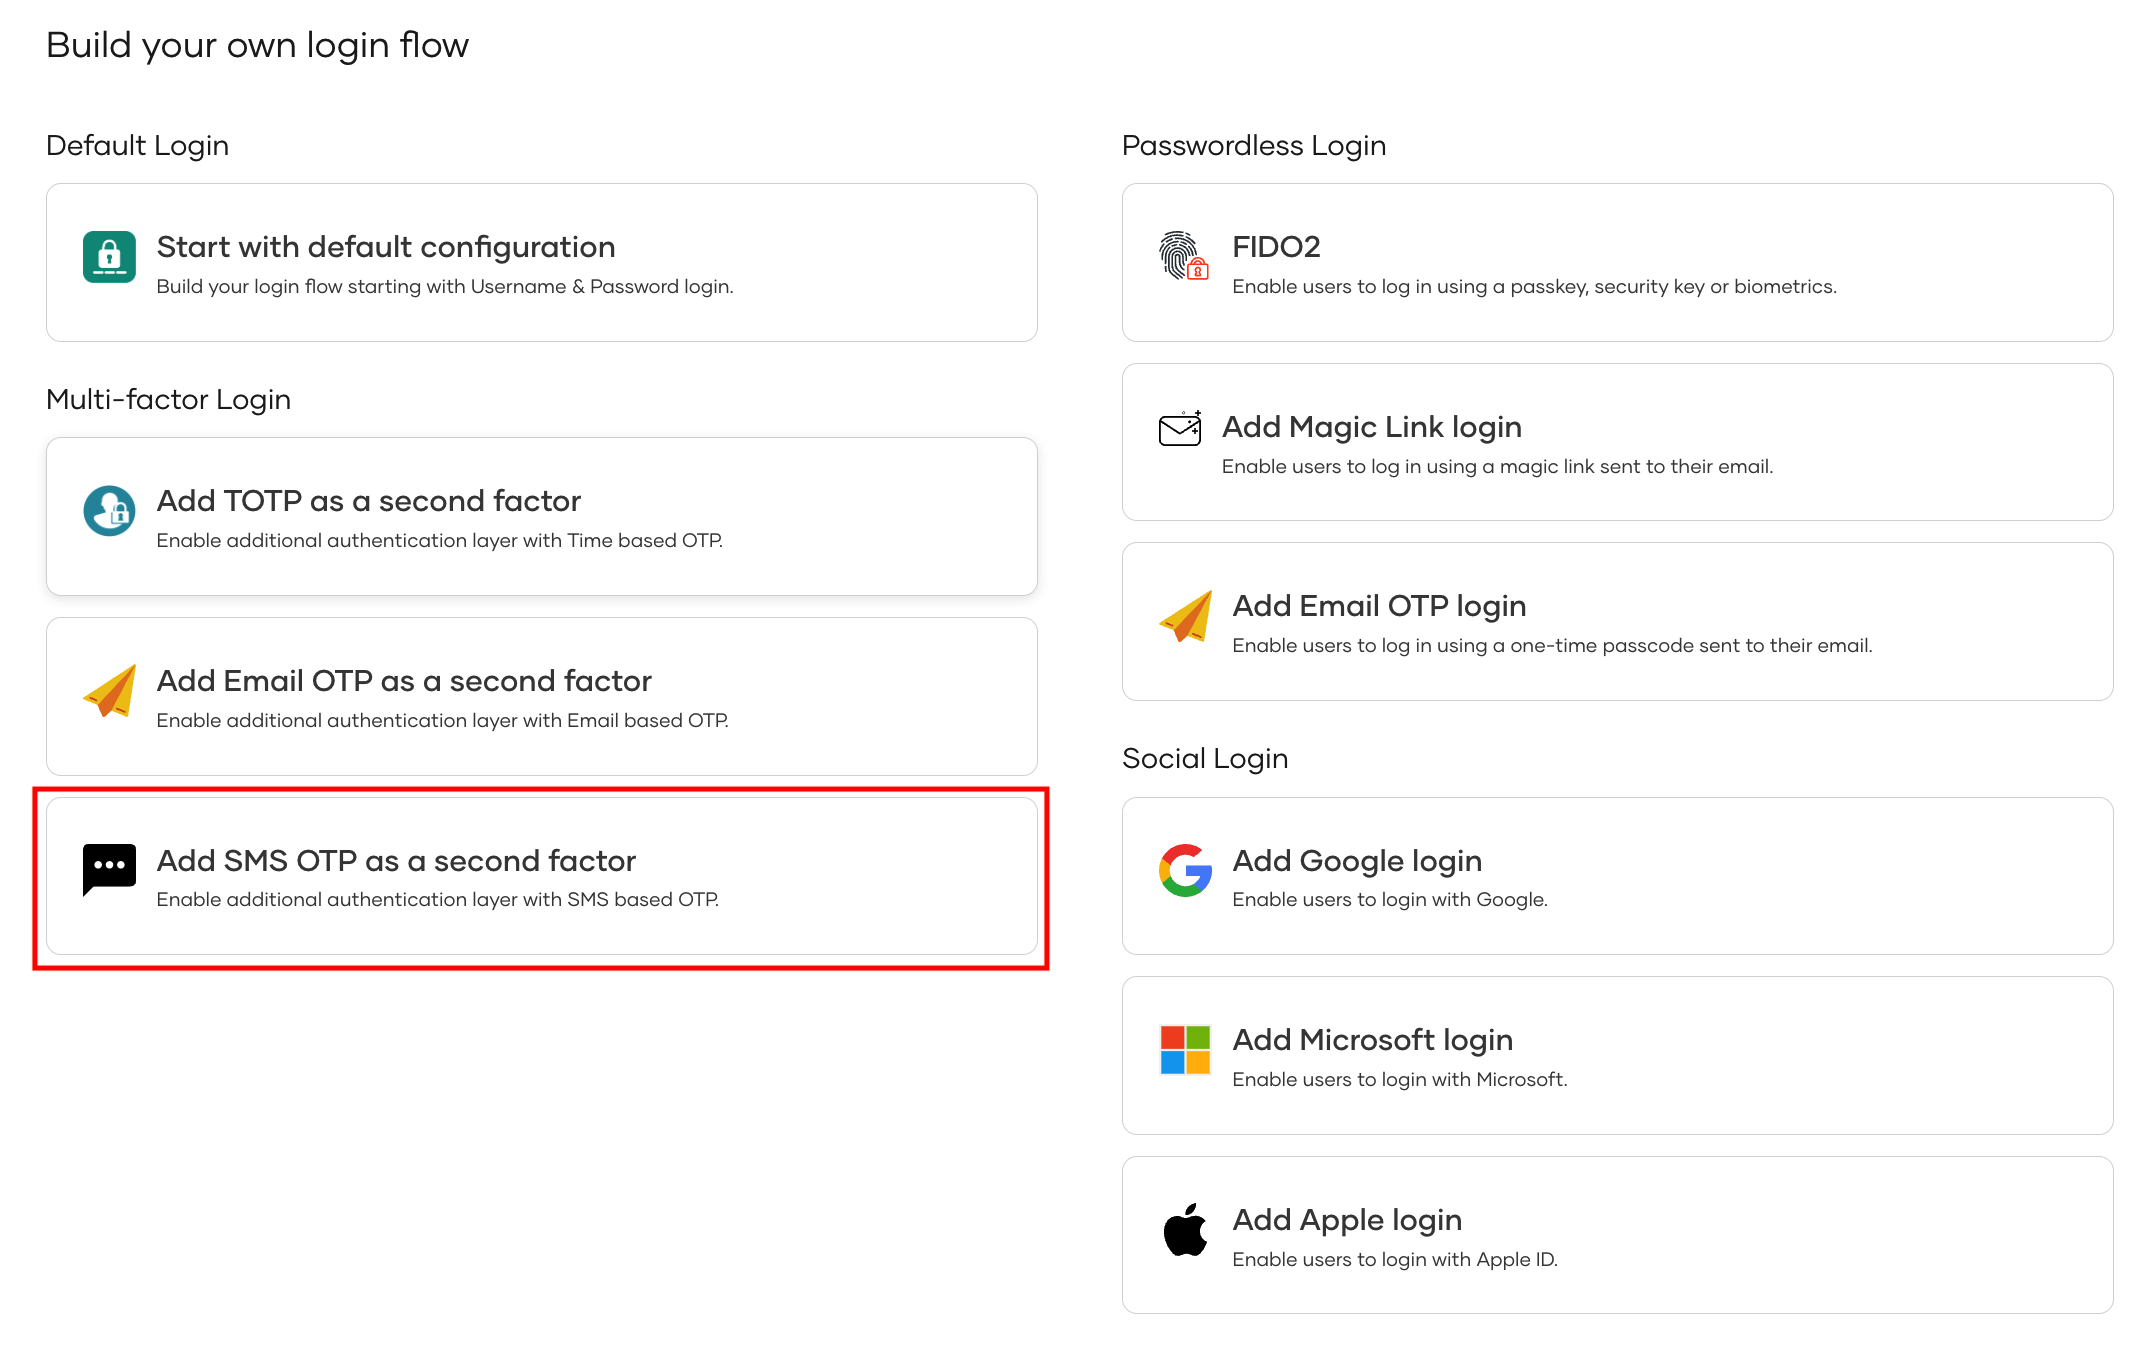 Build your own login flow
Default Login
Start with default configuration
Build your login flow starting with Username & Password login.
Multi-factor Login
Add TOTP as a second factor
Enable additional authentication layer with Time based OTP.
Add Email OTP as a second factor
Enable additional authentication layer with Email based OTP.
Add SMS OTP as a second factor
Enable additional authentication layer with SMS based OTP.
Passwordless Login
FIDO2
Enable users to log in using a passkey, security key or biometrics.
Add Magic Link login
Enable users to log in using a magic link sent to their email.
Add Email OTP login
Enable users to log in using a one-time passcode sent to their email.
Social Login
Add Google login
Enable users to login with Google.
Add Microsoft login
Enable users to login with Microsoft.
Add Apple login
Enable users to login with Apple ID.